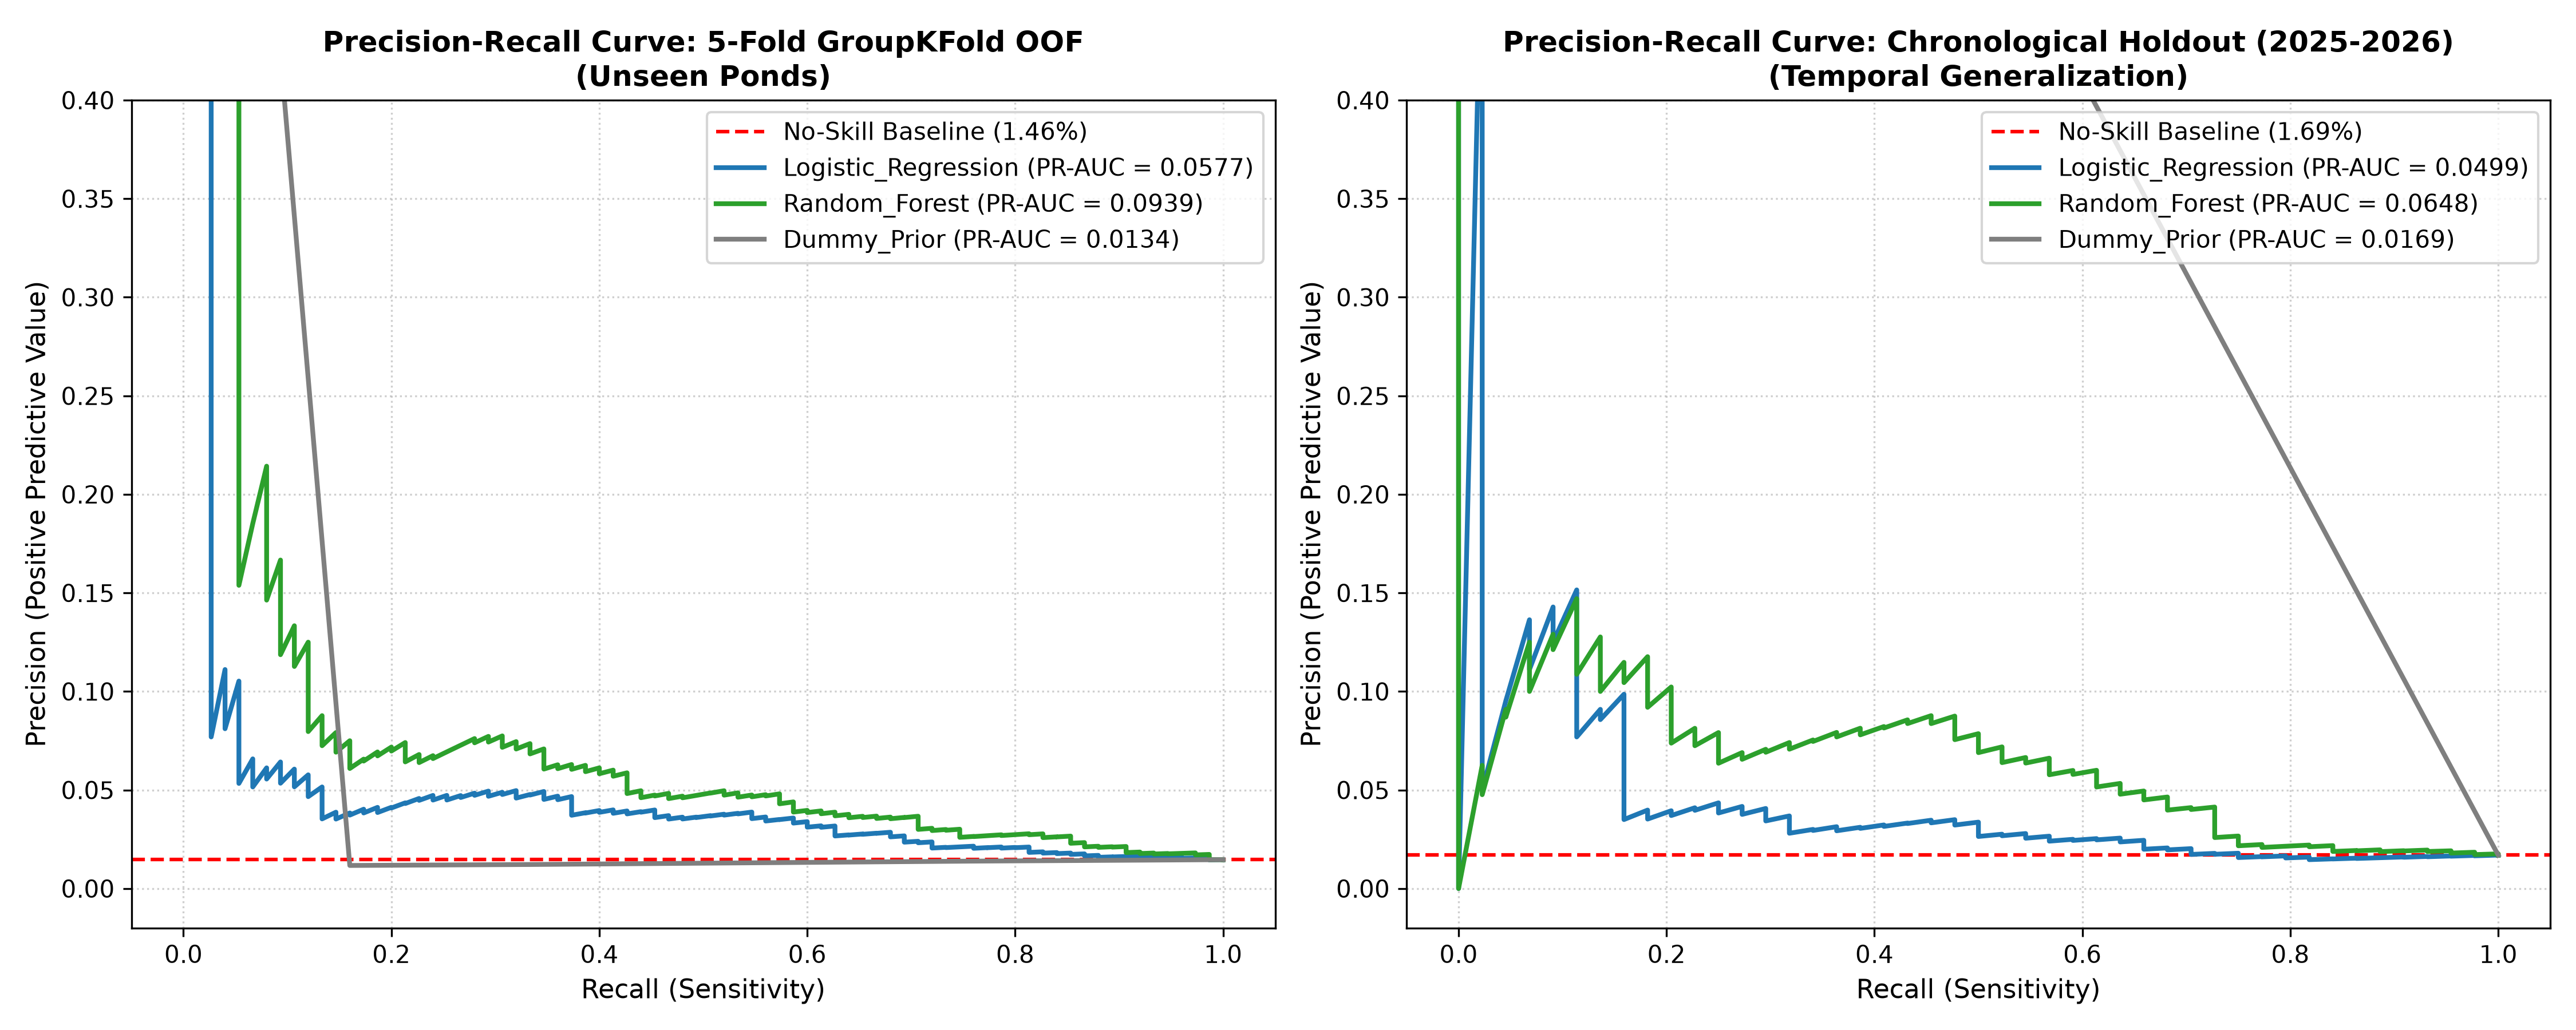 Precision-Recall Curve: 5-Fold GroupKFold OOF
(Unseen Ponds)
0.40
0.35
0.30
0.25
0.20
0.15
0.10
0.05
0.00
Precision (Positive Predictive Value)
No-Skill Baseline (1.46%)
Logistic_Regression (PR-AUC = 0.0577)
Random_Forest (PR-AUC = 0.0939)
Dummy_Prior (PR-AUC = 0.0134)
0.0 0.2 0.4 0.6 0.8 1.0
Recall (Sensitivity)
Precision-Recall Curve: Chronological Holdout (2025-2026)
(Temporal Generalization)
0.40
0.35
0.30
0.25
0.20
0.15
0.10
0.05
0.00
Precision (Positive Predictive Value)
No-Skill Baseline (1.69%)
Logistic_Regression (PR-AUC = 0.0499)
Random_Forest (PR-AUC = 0.0648)
Dummy_Prior (PR-AUC = 0.0169)
0.0 0.2 0.4 0.6 0.8 1.0
Recall (Sensitivity)